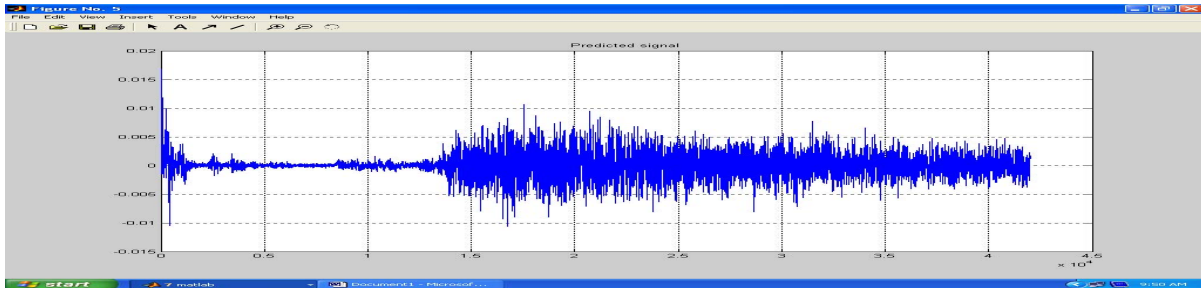 Figure No. 5
File Edit View Insert Tools Window Help
A
Predicted signal
0.02
0.015
0.01
0.005
0
-0.005
-0.01
-0.015
0 0.5 1 1.5 2 2.5 3 3.5 4 4.5
× 10⁴
start 7 matlab Document1 - Microsof... 9:50 AM